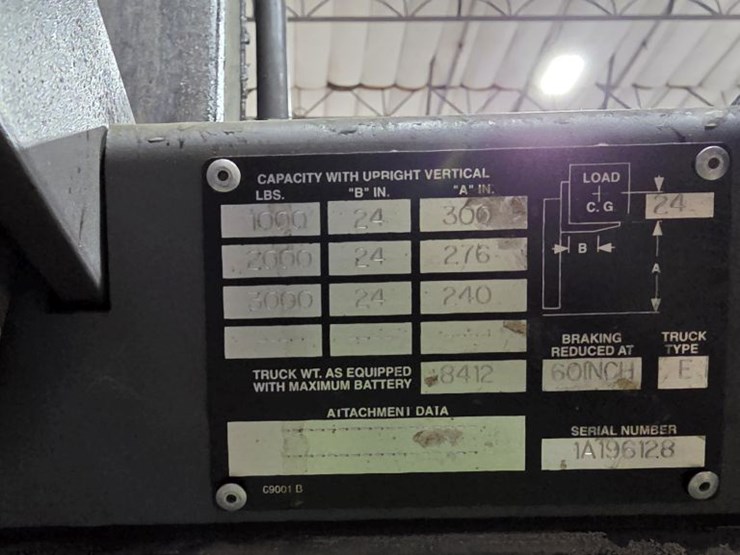 CAPACITY WITH UPRIGHT VERTICAL
LBS. "B" IN. "A" IN.
1000 24 300
2000 24 276
3000 24 240
LOAD
C.G.
24
B
A
TRUCK WT. AS EQUIPPED
WITH MAXIMUM BATTERY
8412
BRAKING
REDUCED AT
60INCH
TRUCK
TYPE
E
ATTACHMENT DATA
SERIAL NUMBER
1A196128
C9001 B